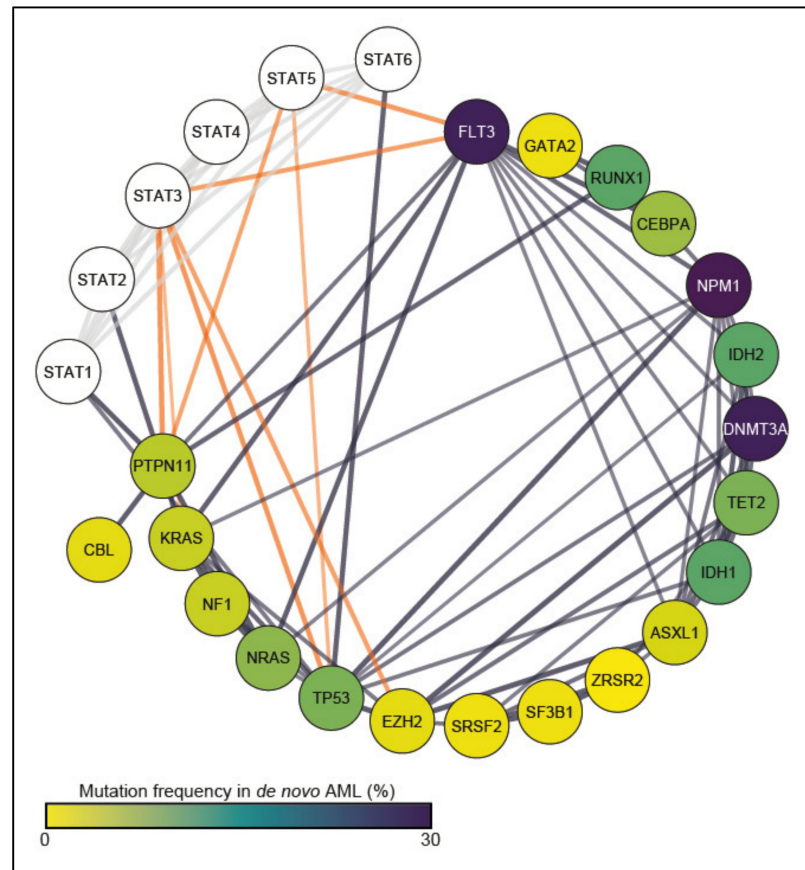 STAT6
STAT5
STAT4
STAT3
STAT2
STAT1
FLT3
GATA2
RUNX1
CEBPA
NPM1
IDH2
DNMT3A
TET2
IDH1
ASXL1
ZRSR2
SF3B1
SRSF2
EZH2
TP53
NRAS
NF1
KRAS
PTPN11
CBL
Mutation frequency in de novo AML (%)
0
30